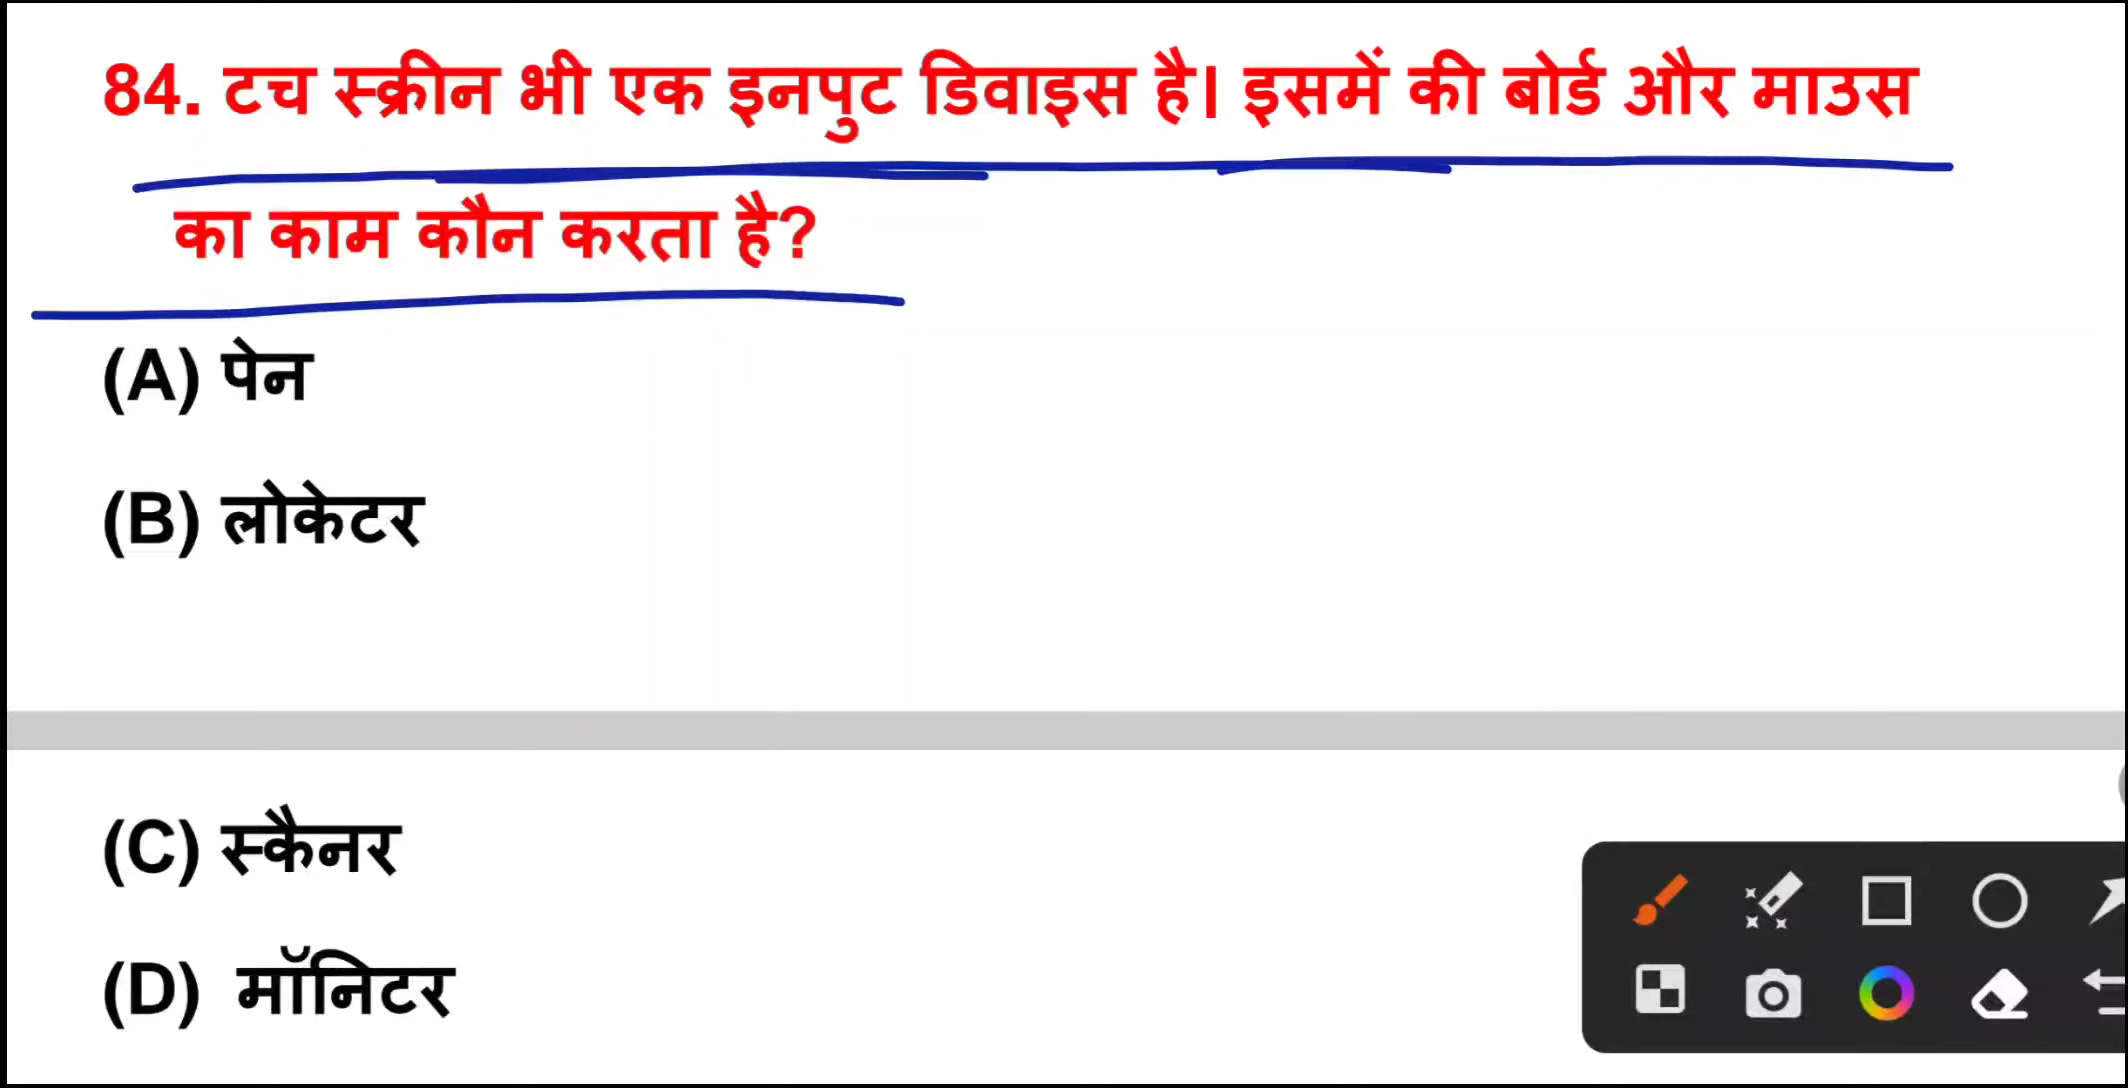 84. टच स्क्रीन भी एक इनपुट डिवाइस है। इसमें की बोर्ड और माउस
का काम कौन करता है?
(A) पेन
(B) लोकेटर
(C) स्कैनर
(D) मॉनिटर